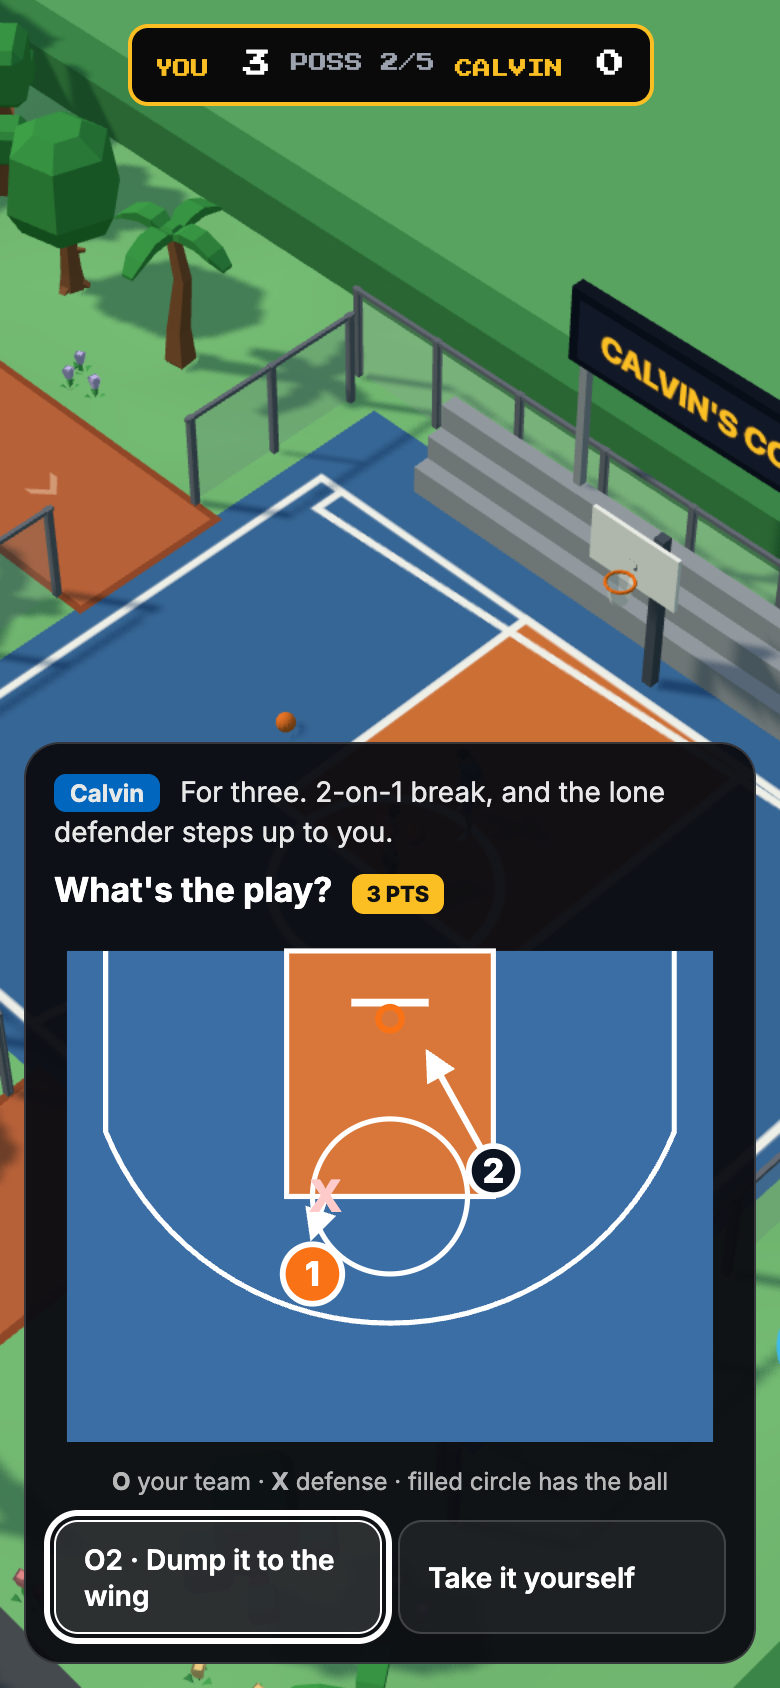 YOU 3 POSS 2/5 CALVIN 0
CALVIN'S
Calvin For three. 2-on-1 break, and the lone
defender steps up to you.
What's the play? 3 PTS
X
2
1
O your team · X defense · filled circle has the ball
O2 · Dump it to the
wing
Take it yourself